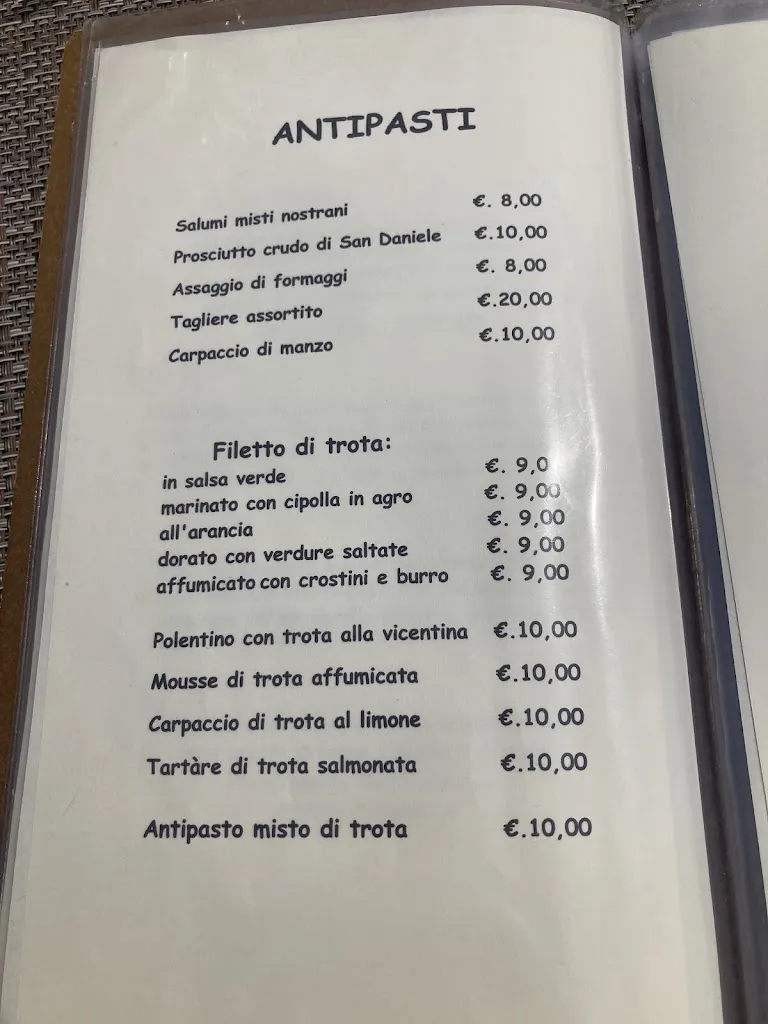 ANTIPASTI
Salumi misti nostrani €. 8,00
Prosciutto crudo di San Daniele €.10,00
Assaggio di formaggi €. 8,00
Tagliere assortito €.20,00
Carpaccio di manzo €.10,00
Filetto di trota:
in salsa verde €. 9,0
marinato con cipolla in agro €. 9,00
all'arancia €. 9,00
dorato con verdure saltate €. 9,00
affumicato con crostini e burro €. 9,00
Polentino con trota alla vicentina €.10,00
Mousse di trota affumicata €.10,00
Carpaccio di trota al limone €.10,00
Tartàre di trota salmonata €.10,00
Antipasto misto di trota €.10,00